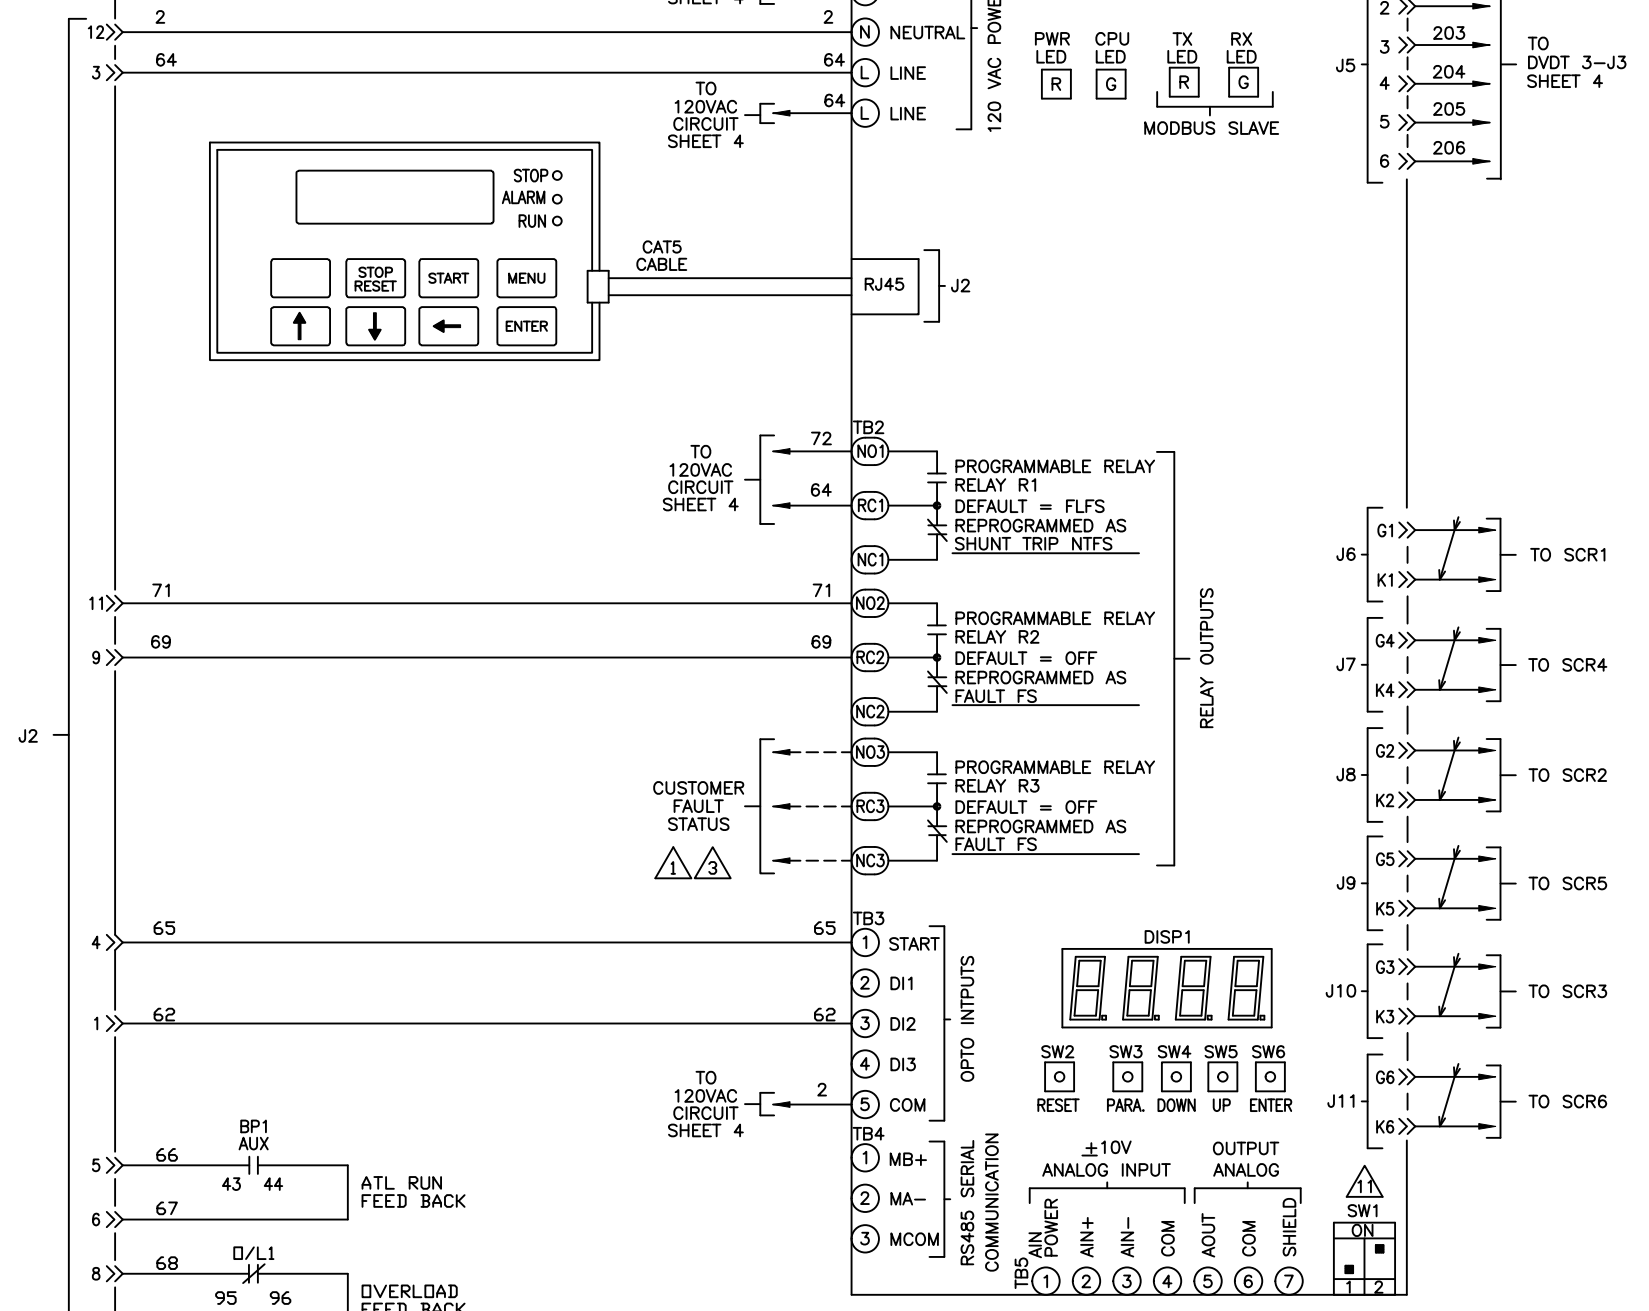 SHEET 4
2
2
12
N
NEUTRAL
64
64
3
L
LINE
TO
120VAC
CIRCUIT
SHEET 4
64
L
LINE
PWR
LED
R
CPU
LED
G
TX
LED
R
RX
LED
G
MODBUS SLAVE
2
3
203
4
204
5
205
6
206
J5
TO
DVDT 3-J3
SHEET 4
STOP
ALARM
RUN
STOP
RESET
START
MENU
ENTER
CAT5
CABLE
RJ45
J2
TB2
TO
120VAC
CIRCUIT
SHEET 4
72
NO1
64
RC1
NC1
PROGRAMMABLE RELAY
RELAY R1
DEFAULT = FLFS
REPROGRAMMED AS
SHUNT TRIP NTFS
11
71
71
NO2
9
69
69
RC2
NC2
PROGRAMMABLE RELAY
RELAY R2
DEFAULT = OFF
REPROGRAMMED AS
FAULT FS
RELAY OUTPUTS
J2
CUSTOMER
FAULT
STATUS
1
3
NO3
RC3
NC3
PROGRAMMABLE RELAY
RELAY R3
DEFAULT = OFF
REPROGRAMMED AS
FAULT FS
J6
G1
K1
TO SCR1
J7
G4
K4
TO SCR4
J8
G2
K2
TO SCR2
J9
G5
K5
TO SCR5
J10
G3
K3
TO SCR3
J11
G6
K6
TO SCR6
TB3
4
65
65
1
START
2
DI1
1
62
62
3
DI2
4
DI3
TO
120VAC
CIRCUIT
SHEET 4
2
5
COM
OPTO INTPUTS
DISP1
SW2
SW3
SW4
SW5
SW6
RESET
PARA.
DOWN
UP
ENTER
TB4
1
MB+
2
MA-
3
MCOM
RS485 SERIAL
COMMUNICATION
BP1
AUX
5
66
43
44
6
67
ATL RUN
FEED BACK
O/L1
8
68
95
96
OVERLOAD
FEED BACK
±10V
ANALOG INPUT
OUTPUT
ANALOG
TB5
AIN
POWER
AIN+
AIN-
COM
AOUT
COM
SHIELD
1
2
3
4
5
6
7
11
SW1
ON
1
2